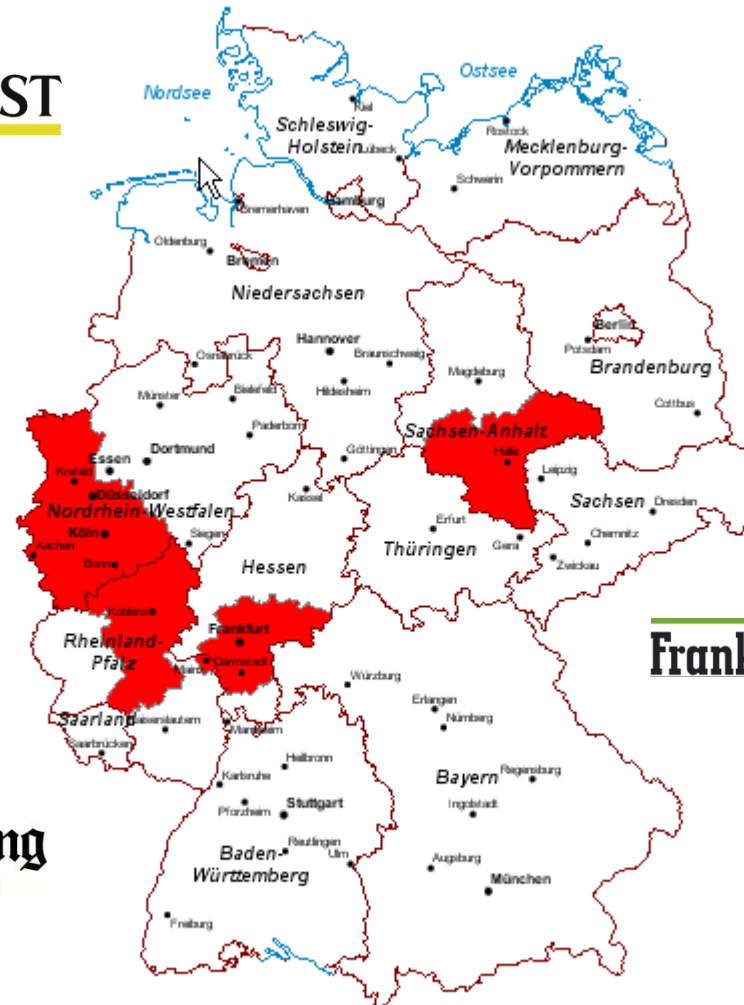 ST
Nordsee
Ostsee
Kiel
Schleswig-
Holstein
Lübeck
Rostock
Mecklenburg-
Vorpommern
Schwerin
Bremerhaven
Hamburg
Oldenburg
Bremen
Niedersachsen
Berlin
Potsdam
Brandenburg
Hannover
Braunschweig
Osnabrück
Hildesheim
Magdeburg
Münster
Bielefeld
Cottbus
Paderborn
Sachsen-Anhalt
Dortmund
Essen
Göttingen
Halle
Krefeld
Leipzig
Düsseldorf
Kassel
Sachsen
Dresden
Nordrhein-Westfalen
Köln
Siegen
Erfurt
Thüringen
Gera
Chemnitz
Aachen
Bonn
Zwickau
Hessen
Koblenz
Frankfurt
Rheinland-
Pfalz
Mainz
Darmstadt
Frank
Würzburg
Saarland
Kaiserslautern
Erlangen
Nürnberg
Mannheim
Saarbrücken
Heilbronn
Karlsruhe
Bayern
Regensburg
Pforzheim
Stuttgart
Ingolstadt
ng
Reutlingen
Baden-
Württemberg
Ulm
Augsburg
München
Freiburg